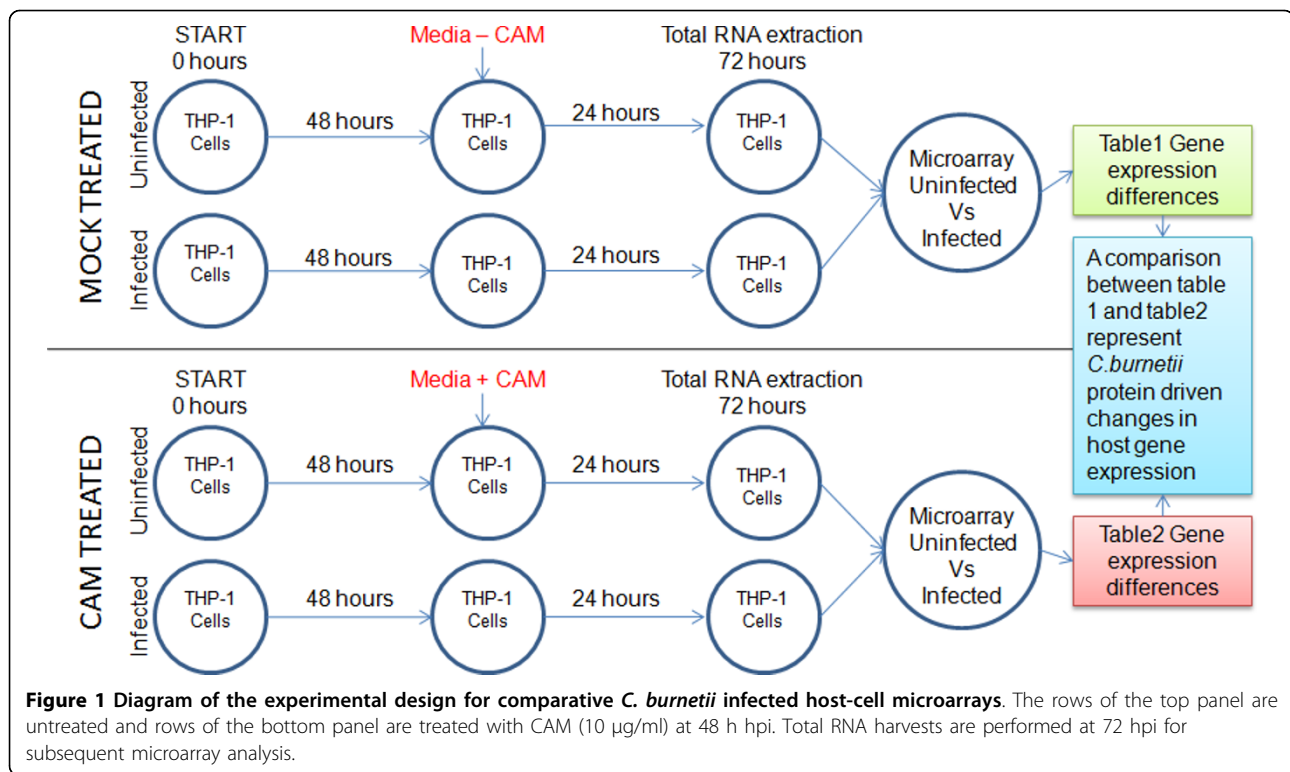 START
0 hours
Media – CAM
Total RNA extraction
72 hours
MOCK TREATED
Uninfected
THP-1
Cells
48 hours
THP-1
Cells
24 hours
THP-1
Cells
Infected
THP-1
Cells
48 hours
THP-1
Cells
24 hours
THP-1
Cells
Microarray
Uninfected
Vs
Infected
Table1 Gene
expression
differences
A comparison
between table
1 and table2
represent
C.burnetii
protein driven
changes in
host gene
expression
START
0 hours
Media + CAM
Total RNA extraction
72 hours
CAM TREATED
Uninfected
THP-1
Cells
48 hours
THP-1
Cells
24 hours
THP-1
Cells
Infected
THP-1
Cells
48 hours
THP-1
Cells
24 hours
THP-1
Cells
Microarray
Uninfected
Vs
Infected
Table2 Gene
expression
differences
Figure 1 Diagram of the experimental design for comparative C. burnetii infected host-cell microarrays. The rows of the top panel are
untreated and rows of the bottom panel are treated with CAM (10 μg/ml) at 48 h hpi. Total RNA harvests are performed at 72 hpi for
subsequent microarray analysis.